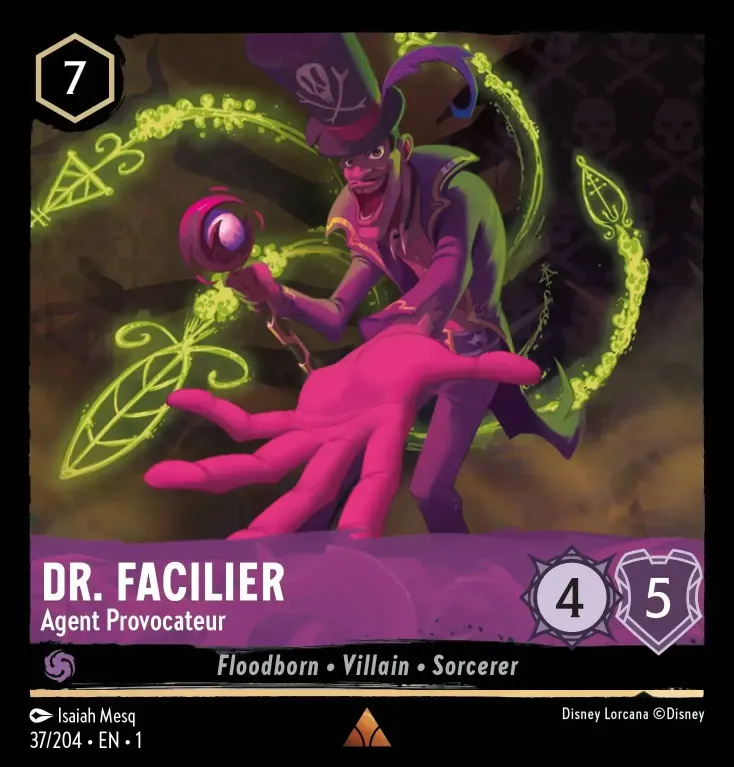 7
DR. FACILIER
Agent Provocateur
4
5
Floodborn • Villain • Sorcerer
Isaiah Mesq
Disney Lorcana ©Disney
37/204 • EN • 1